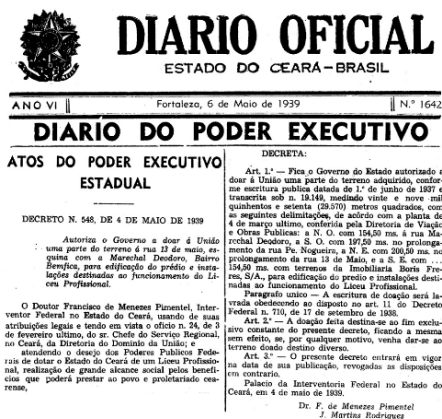 DIARIO OFICIAL
ESTADO DO CEARÁ-BRASIL
ANO VI
Fortaleza, 6 de Maio de 1939
N.º 1642
DIARIO DO PODER EXECUTIVO
ATOS DO PODER EXECUTIVO
ESTADUAL
DECRETO N. 548, DE 4 DE MAIO DE 1939
Autoriza o Governo a doar á União
uma parte do terreno á rua 13 de maio, es-
quina com a Marechal Deodoro, Bairro
Bemfica, para edificação do prédio e insta-
lações destinadas ao funcionamento do Li-
ceu Profissional.
O Doutor Francisco de Menezes Pimentel, Inter-
ventor Federal no Estado do Ceará, usando de suas
atribuições legais e tendo em vista o oficio n. 24, de 3
de fevereiro ultimo, do sr. Chefe do Serviço Regional,
no Ceará, da Diretoria do Dominio da União; e
atendendo o desejo dos Poderes Publicos Fede-
rais de dotar o Estado do Ceará de um Liceu Profissio-
nal, realização de grande alcance social pelos benefi-
cios que poderá prestar ao povo e proletariado cea-
rense,
DECRETA:
Art. 1.º — Fica o Governo do Estado autorizado a
doar á União uma parte do terreno adquirido, confor-
me escritura publica datada de 1.º de junho de 1937 e
transcrita sob n. 19.149, medindo vinte e nove mil
quinhentos e setenta (29.570) metros quadrados, com
as seguintes delimitações, de acôrdo com a planta de
4 de março ultimo, conferida pela Diretoria de Viação
e Obras Publicas: a N. O. com 154,50 ms. á rua Ma-
rechal Deodoro, a S. O. com 197,50 ms. no prolonga-
mento da rua Pe. Nogueira, a N. E. com 200,50 ms. no
prolongamento da rua 13 de Maio, e a S. E. com ...
154,50 ms. com terrenos da Imobiliaria Boris Fre-
res, S/A., para edificação do predio e instalações desti-
nadas ao funcionamento do Liceu Profissional.
Paragrafo unico — A escritura de doação será la-
vrada obedecendo ao disposto no art. 11 do Decreto
Federal n. 710, de 17 de setembro de 1938.
Art. 2.º — A doação feita destina-se ao fim exclu-
sivo constante do presente decreto, ficando a mesma
sem efeito, se, por qualquer motivo, venha dar-se ao
terreno doado destino diverso.
Art. 3.º — O presente decreto entrará em vigor
na data de sua publicação, revogadas as disposições
em contrario.
Palacio da Interventoria Federal no Estado do
Ceará, em 4 de maio de 1939.
Dr. F. de Menezes Pimentel
J. Martins Rodrigues